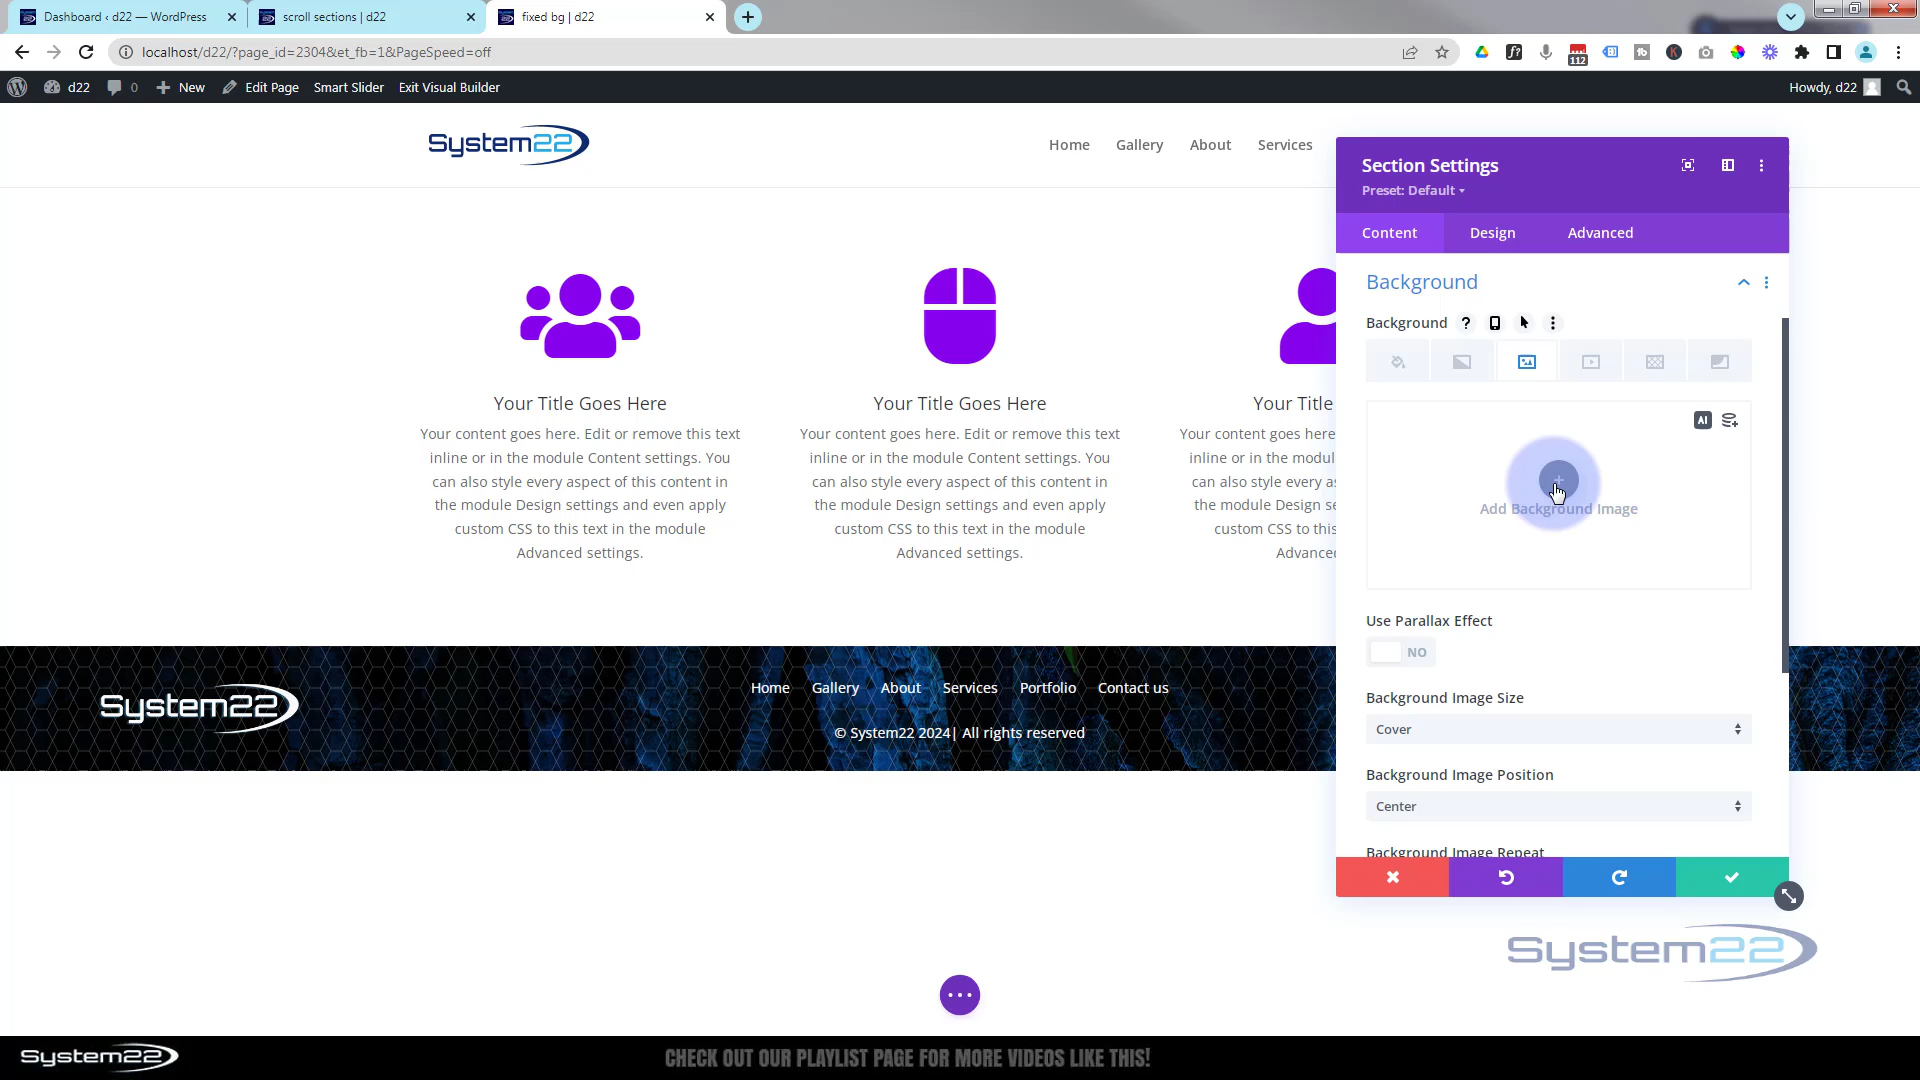 Dashboard ‹ d22 — WordPress
scroll sections | d22
fixed bg | d22
localhost/d22/?page_id=2304&et_fb=1&PageSpeed=off
112
d22
0
New
Edit Page
Smart Slider
Exit Visual Builder
Howdy, d22
System22
Home
Gallery
About
Services
Section Settings
Preset: Default
Content
Design
Advanced
Background
Background
AI
Add Background Image
Use Parallax Effect
NO
Background Image Size
Cover
Background Image Position
Center
Background Image Repeat
Your Title Goes Here
Your content goes here. Edit or remove this text
inline or in the module Content settings. You
can also style every aspect of this content in
the module Design settings and even apply
custom CSS to this text in the module
Advanced settings.
Your Title Goes Here
Your content goes here. Edit or remove this text
inline or in the module Content settings. You
can also style every aspect of this content in
the module Design settings and even apply
custom CSS to this text in the module
Advanced settings.
Your Title
Your content goes here
inline or in the modul
can also style every as
the module Design se
custom CSS t
Advance
System22
Home
Gallery
About
Services
Portfolio
Contact us
© System22 2024| All rights reserved
System22
System22
CHECK OUT OUR PLAYLIST PAGE FOR MORE VIDEOS LIKE THIS!